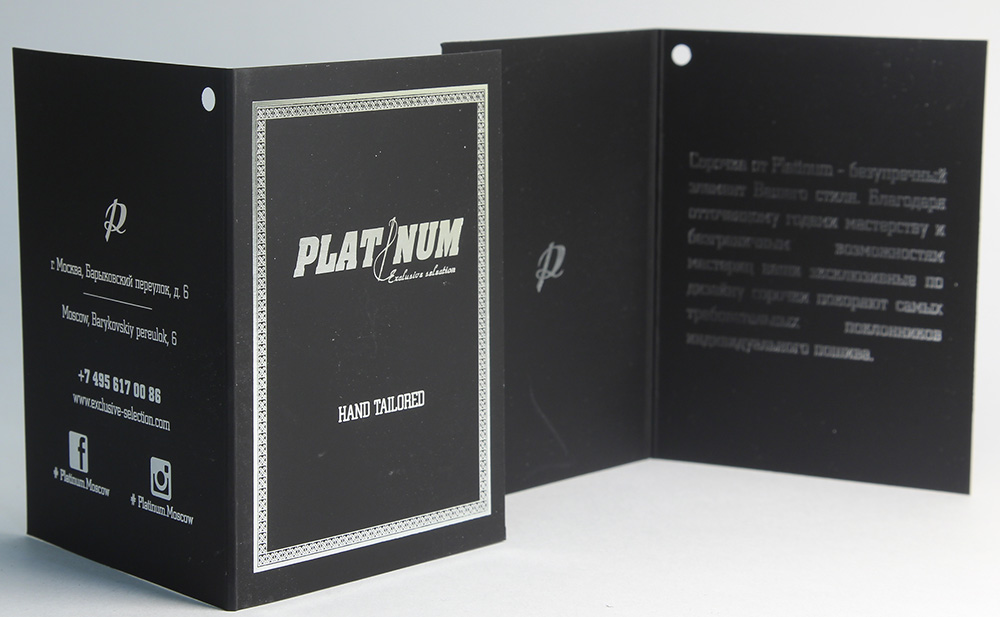 P
г. Москва, Барыковский переулок, д. 6
Moscow, Barykovskiy pereulok, 6
+7 495 617 00 86
www.exclusive-selection.com
f
# Platinum.Moscow
# Platinum.Moscow
PLATINUM
Exclusive selection
HAND TAILORED
P
Сорочка от Platinum - безупречный
элемент Вашего стиля. Благодаря
отточенному годами мастерству и
безграничным возможностям
мастериц наши эксклюзивные по
дизайну сорочки покоряют самых
требовательных поклонников
индивидуального пошива.